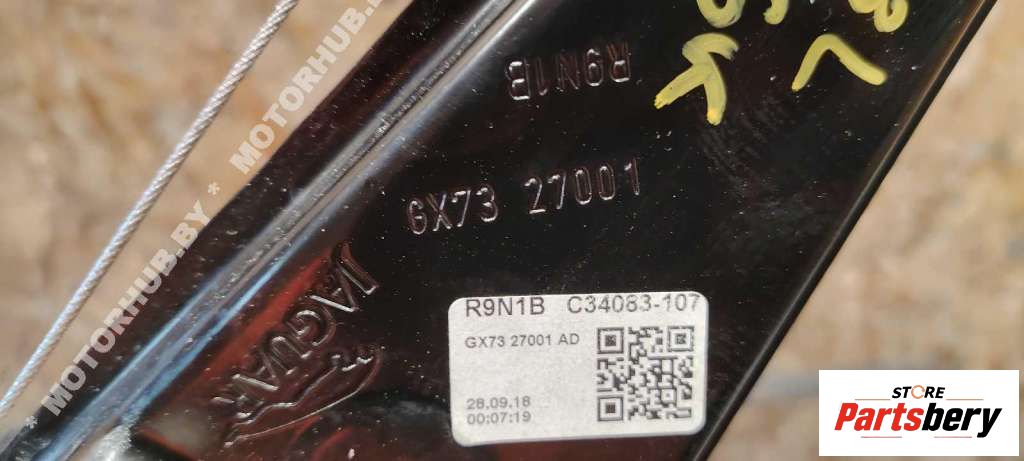 R9N1B
GX73 27001
JAGUAR
R9N1B C34083-107
GX73 27001 AD
28.09.18
00:07:19
MOTORHUB.BY * MOTORHUB.BY
STORE
Partsbery